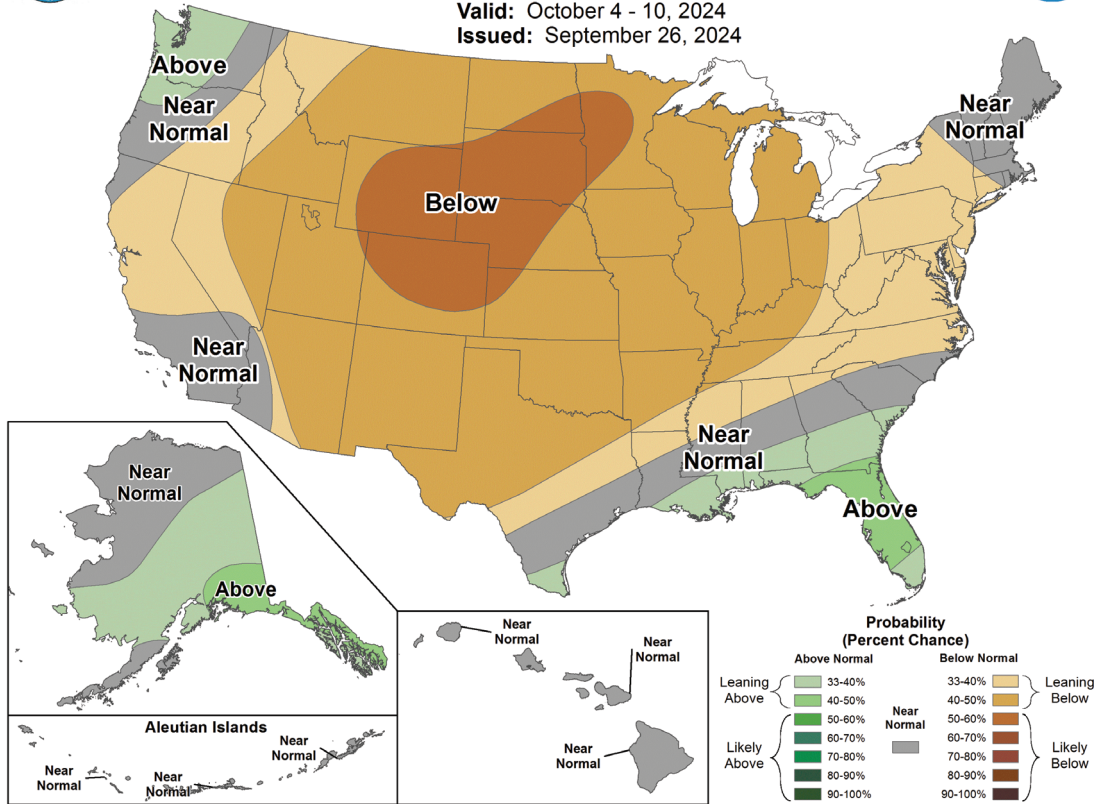 Valid: October 4 - 10, 2024
Issued: September 26, 2024
Above
Near
Normal
Near
Normal
Below
Near
Normal
Near
Normal
Above
Near
Normal
Above
Near
Normal
Near
Normal
Near
Normal
Aleutian Islands
Near
Normal
Near
Normal
Near
Normal
Probability
(Percent Chance)
Above Normal
Below Normal
Leaning
Above
33-40%
40-50%
50-60%
60-70%
70-80%
80-90%
90-100%
Likely
Above
Near
Normal
33-40%
40-50%
50-60%
60-70%
70-80%
80-90%
90-100%
Leaning
Below
Likely
Below